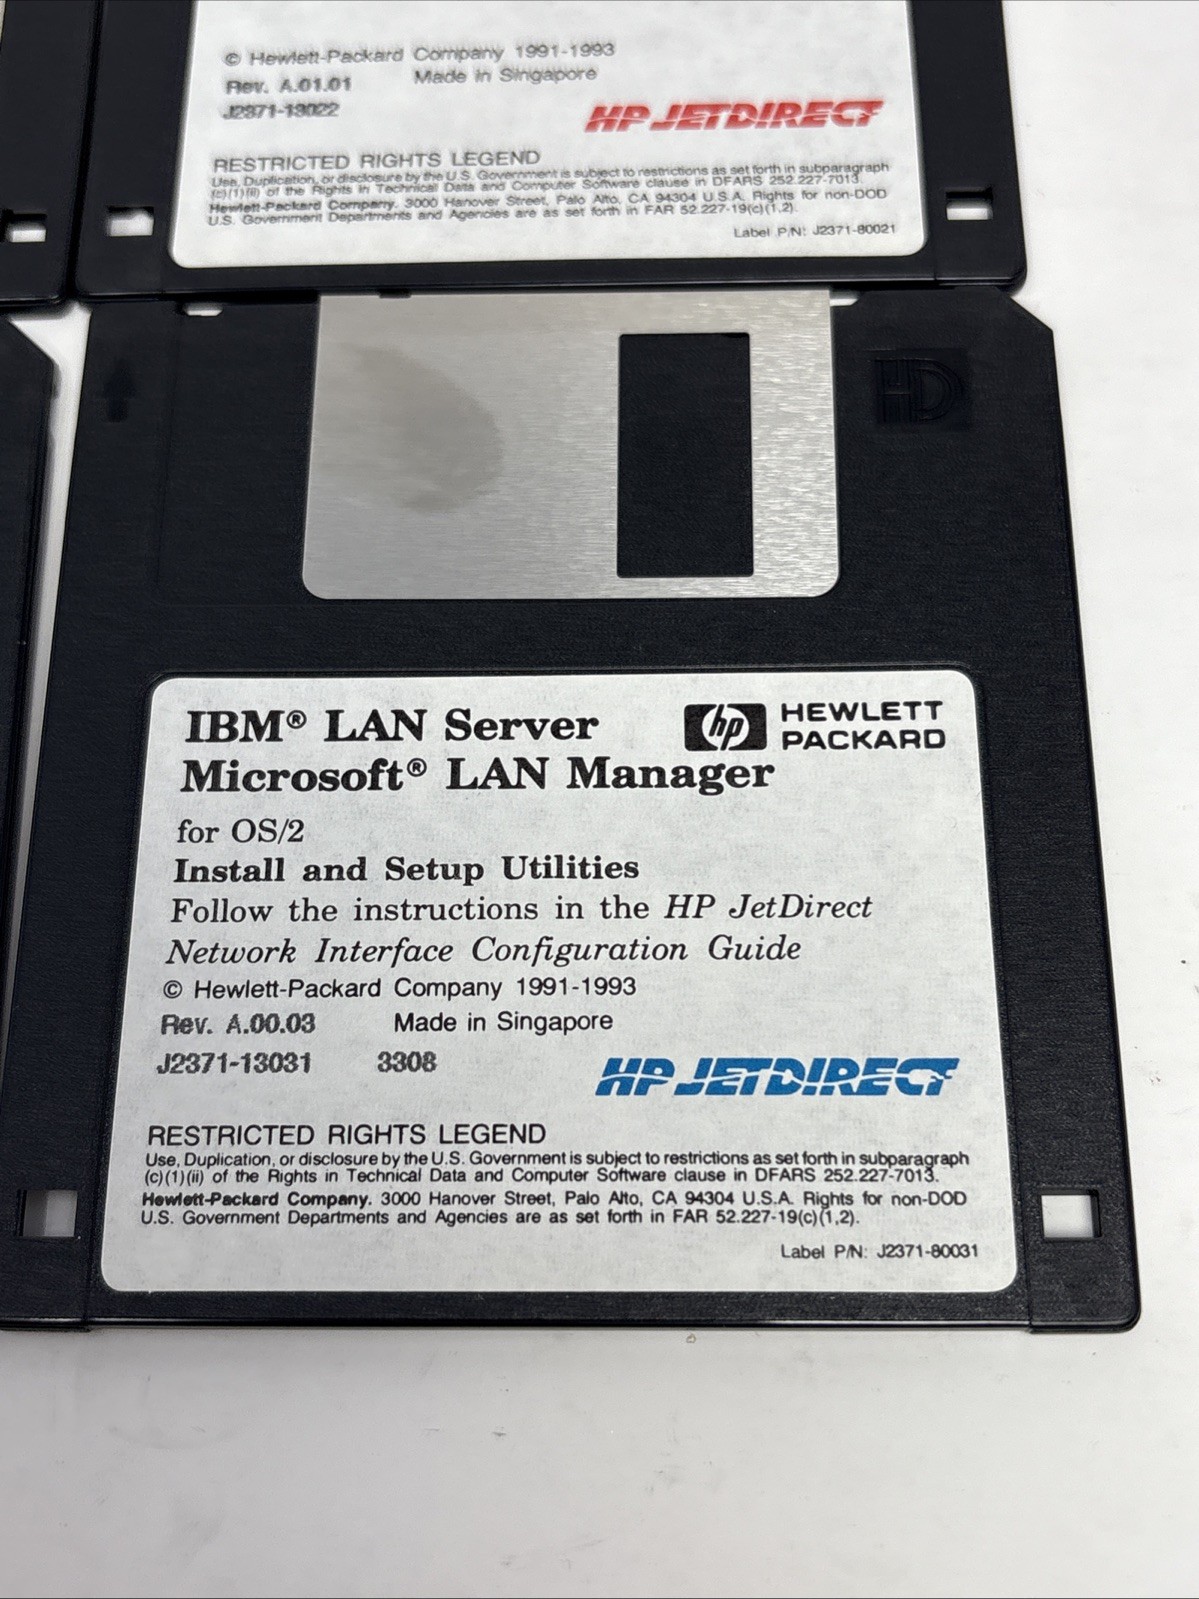 © Hewlett-Packard Company 1991-1993
Rev. A.01.01 Made in Singapore
J2371-13022
HP JETDIRECT
RESTRICTED RIGHTS LEGEND
Use, Duplication, or disclosure by the U.S. Government is subject to restrictions as set forth in subparagraph
(c)(1)(ii) of the Rights in Technical Data and Computer Software clause in DFARS 252.227-7013.
Hewlett-Packard Company. 3000 Hanover Street, Palo Alto, CA 94304 U.S.A. Rights for non-DOD
U.S. Government Departments and Agencies are as set forth in FAR 52.227-19(c)(1,2).
Label P/N: J2371-80021
HD
IBM® LAN Server
Microsoft® LAN Manager
hp HEWLETT
PACKARD
for OS/2
Install and Setup Utilities
Follow the instructions in the HP JetDirect
Network Interface Configuration Guide
© Hewlett-Packard Company 1991-1993
Rev. A.00.03 Made in Singapore
J2371-13031 3308
HP JETDIRECT
RESTRICTED RIGHTS LEGEND
Use, Duplication, or disclosure by the U.S. Government is subject to restrictions as set forth in subparagraph
(c)(1)(ii) of the Rights in Technical Data and Computer Software clause in DFARS 252.227-7013.
Hewlett-Packard Company. 3000 Hanover Street, Palo Alto, CA 94304 U.S.A. Rights for non-DOD
U.S. Government Departments and Agencies are as set forth in FAR 52.227-19(c)(1,2).
Label P/N: J2371-80031